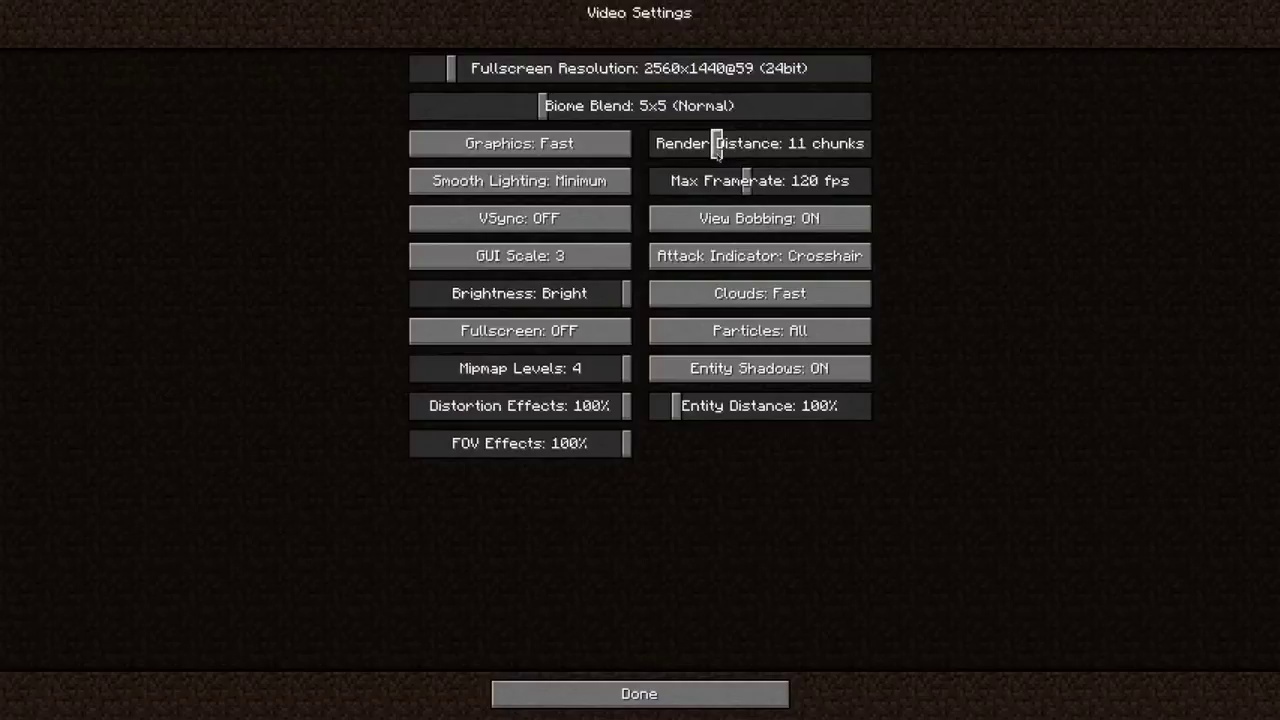 Video Settings
Fullscreen Resolution: 2560x1440@59 (24bit)
Biome Blend: 5x5 (Normal)
Graphics: Fast
Render Distance: 11 chunks
Smooth Lighting: Minimum
Max Framerate: 120 fps
VSync: OFF
View Bobbing: ON
GUI Scale: 3
Attack Indicator: Crosshair
Brightness: Bright
Clouds: Fast
Fullscreen: OFF
Particles: All
Mipmap Levels: 4
Entity Shadows: ON
Distortion Effects: 100%
Entity Distance: 100%
FOV Effects: 100%
Done